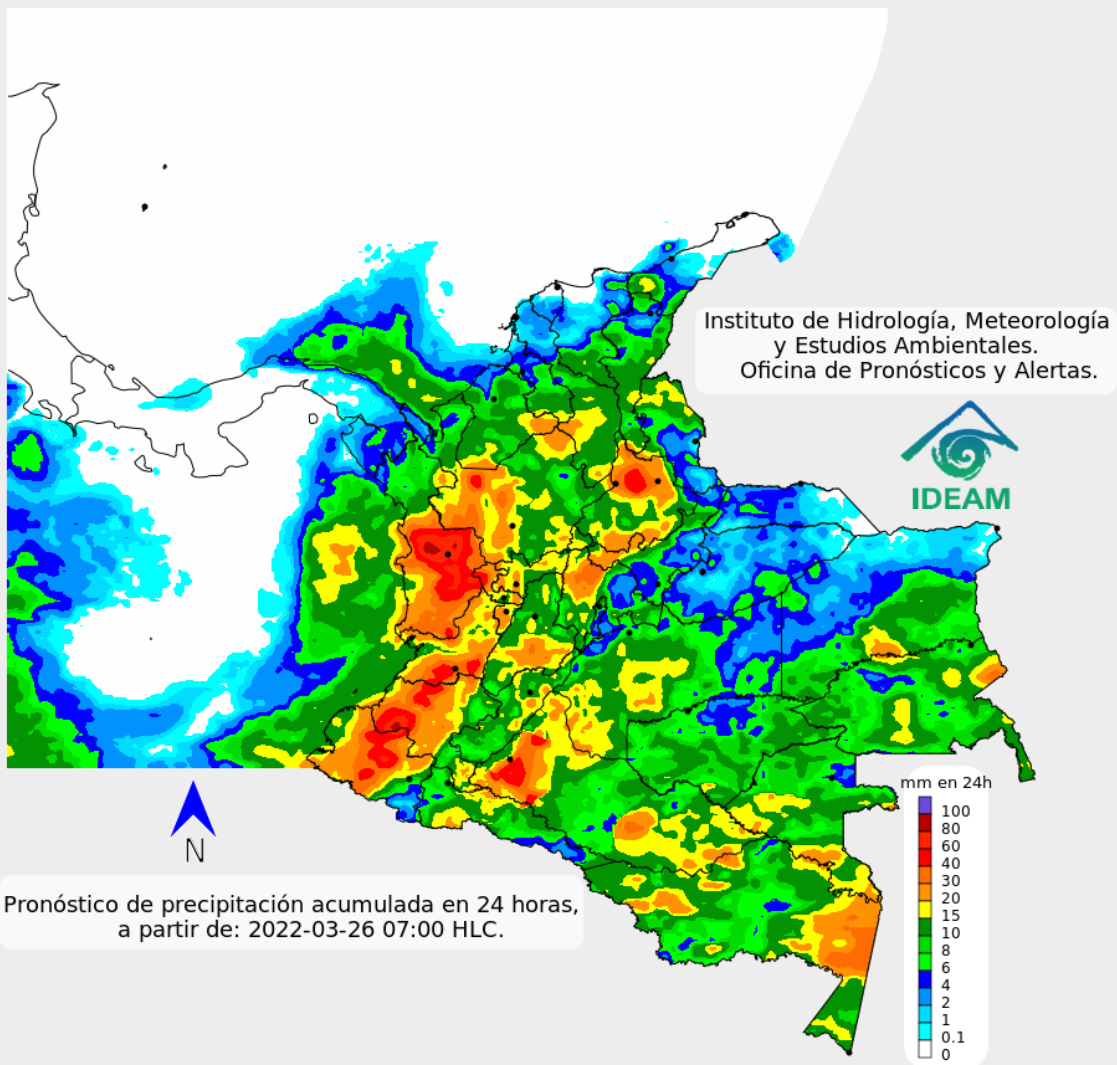 Instituto de Hidrología, Meteorología
y Estudios Ambientales.
Oficina de Pronósticos y Alertas.
IDEAM
mm en 24h
100
80
60
40
30
20
15
10
8
6
4
2
1
0.1
0
N
Pronóstico de precipitación acumulada en 24 horas,
a partir de: 2022-03-26 07:00 HLC.